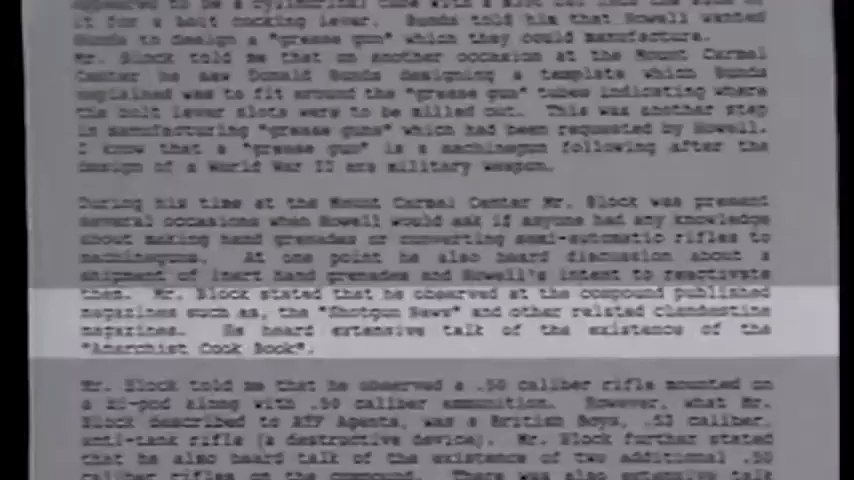 appeared to be a cylindrical tube with a slot cut into the side of
it for a bolt cocking lever. Bunds told him that Howell wanted
Bunds to design a "grease gun" which they could manufacture.
Mr. Block told me that on another occasion at the Mount Carmel
Center he saw Donald Bunds designing a template which Bunds
explained was to fit around the "grease gun" tubes indicating where
the bolt lever slots were to be milled out. This was another step
in manufacturing "grease guns" which had been requested by Howell.
I know that a "grease gun" is a machinegun following after the
design of a World War II era military weapon.
During his time at the Mount Carmel Center Mr. Block was present
several occasions when Howell would ask if anyone had any knowledge
about making hand grenades or converting semi-automatic rifles to
machineguns. At one point he also heard discussion about a
shipment of inert hand grenades and Howell's intent to reactivate
them. Mr. Block stated that he observed at the compound published
magazines such as, the "Shotgun News" and other related clandestine
magazines. He heard extensive talk of the existence of the
"Anarchist Cook Book".
Mr. Block told me that he observed a .50 caliber rifle mounted on
a bi-pod along with .50 caliber ammunition. However, what Mr.
Block described to ATF Agents, was a British Boys, .52 caliber,
anti-tank rifle (a destructive device). Mr. Block further stated
that he also heard talk of the existence of two additional .50
caliber rifles on the compound. There was also extensive talk